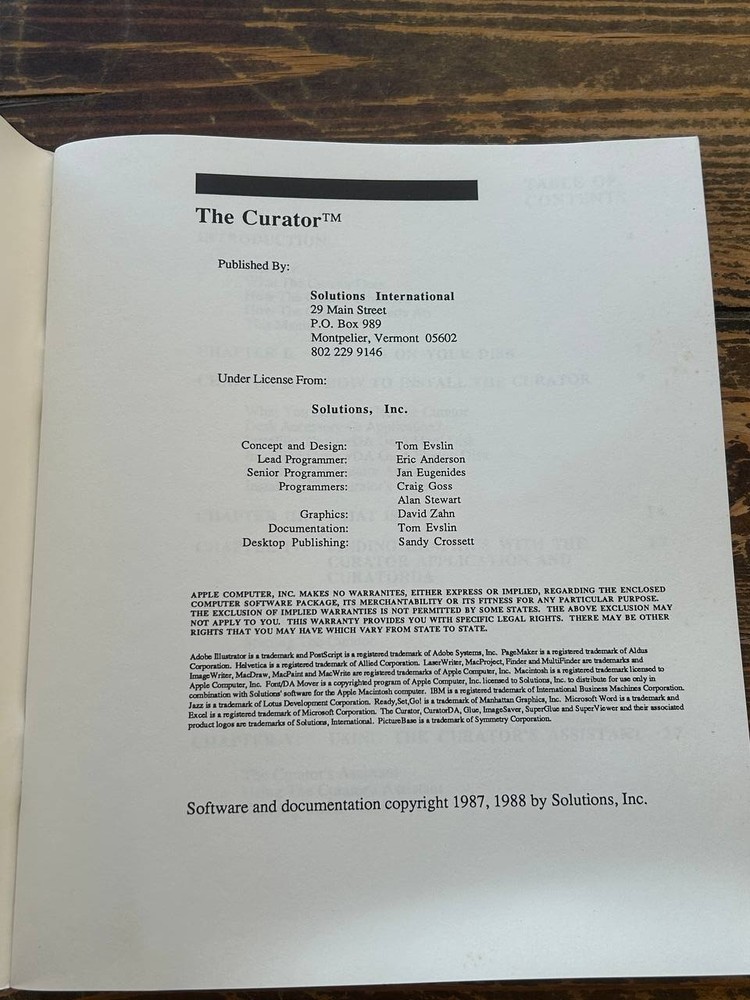 The Curator™
Published By:
Solutions International
29 Main Street
P.O. Box 989
Montpelier, Vermont 05602
802 229 9146
Under License From:
Solutions, Inc.
Concept and Design: Tom Evslin
Lead Programmer: Eric Anderson
Senior Programmer: Jan Eugenides
Programmers: Craig Goss
Alan Stewart
Graphics: David Zahn
Documentation: Tom Evslin
Desktop Publishing: Sandy Crossett
APPLE COMPUTER, INC. MAKES NO WARRANITES, EITHER EXPRESS OR IMPLIED, REGARDING THE ENCLOSED
COMPUTER SOFTWARE PACKAGE, ITS MERCHANTABILITY OR ITS FITNESS FOR ANY PARTICULAR PURPOSE.
THE EXCLUSION OF IMPLIED WARRANTIES IS NOT PERMITTED BY SOME STATES. THE ABOVE EXCLUSION MAY
NOT APPLY TO YOU. THIS WARRANTY PROVIDES YOU WITH SPECIFIC LEGAL RIGHTS. THERE MAY BE OTHER
RIGHTS THAT YOU MAY HAVE WHICH VARY FROM STATE TO STATE.
Adobe Illustrator is a trademark and PostScript is a registered trademark of Adobe Systems, Inc. PageMaker is a registered trademark of Aldus
Corporation. Helvetica is a registered trademark of Allied Corporation. LaserWriter, MacProject, Finder and MultiFinder are trademarks and
ImageWriter, MacDraw, MacPaint and MacWrite are registered trademarks of Apple Computer, Inc. Macintosh is a registered trademark licensed to
Apple Computer, Inc. Font/DA Mover is a copyrighted program of Apple Computer, Inc. licensed to Solutions, Inc. to distribute for use only in
combination with Solutions' software for the Apple Macintosh computer. IBM is a registered trademark of International Business Machines Corporation.
Jazz is a trademark of Lotus Development Corporation. Ready,Set,Go! is a trademark of Manhattan Graphics, Inc. Microsoft Word is a trademark and
Excel is a registered trademark of Microsoft Corporation. The Curator, CuratorDA, Glue, ImageSaver, SuperGlue and SuperViewer and their associated
product logos are trademarks of Solutions, International. PictureBase is a trademark of Symmetry Corporation.
Software and documentation copyright 1987, 1988 by Solutions, Inc.